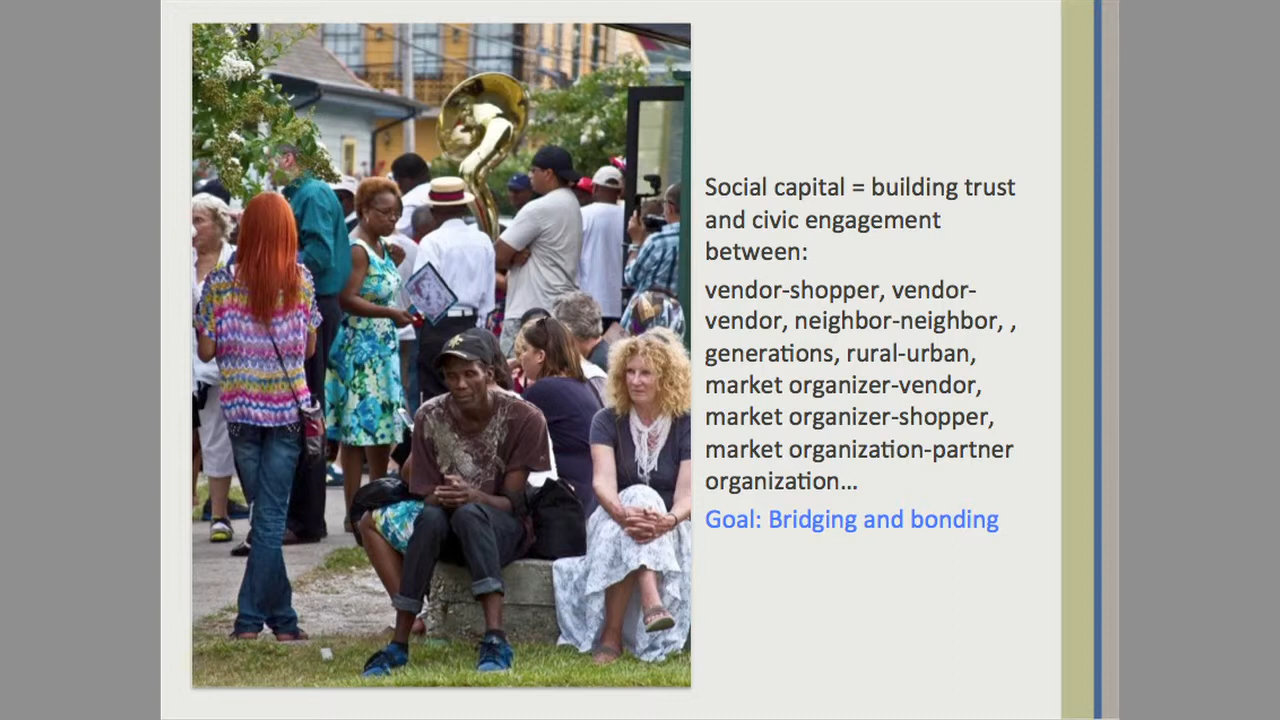 Social capital = building trust
and civic engagement
between:
vendor-shopper, vendor-
vendor, neighbor-neighbor, ,
generations, rural-urban,
market organizer-vendor,
market organizer-shopper,
market organization-partner
organization…
Goal: Bridging and bonding